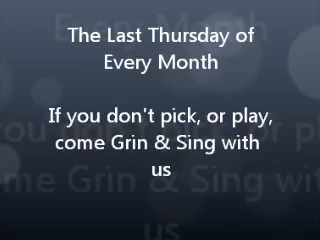 The Last Thursday of
Every Month
If you don't pick, or play,
come Grin & Sing with
us